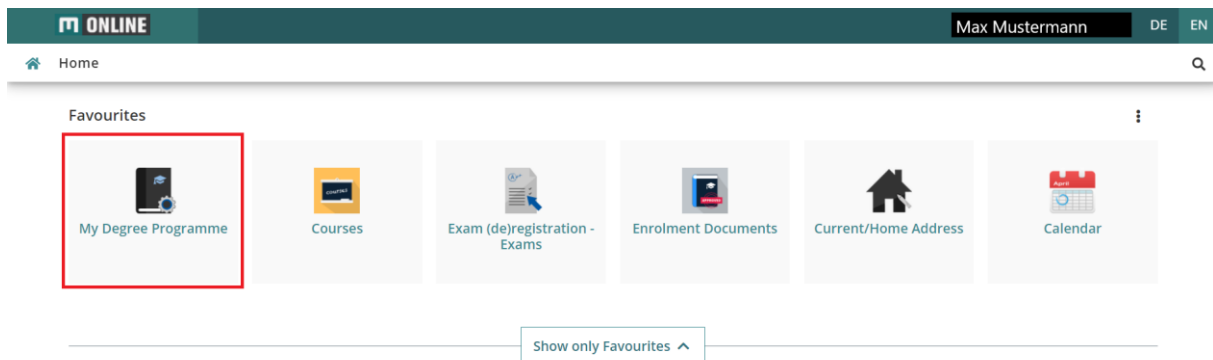 m ONLINE
Max Mustermann
DE
EN
Home
Favourites
My Degree Programme
Courses
Exam (de)registration -
Exams
Enrolment Documents
Current/Home Address
April
Calendar
Show only Favourites